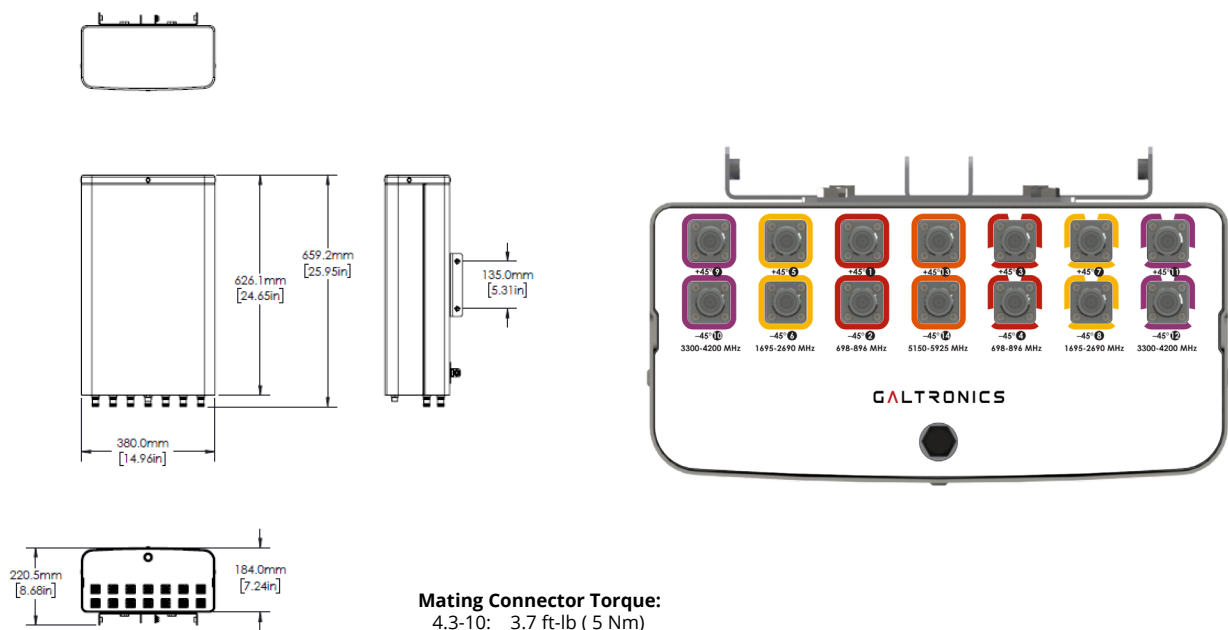 659.2mm
[25.95in]
626.1mm
[24.65in]
135.0mm
[5.31in]
380.0mm
[14.96in]
220.5mm
[8.68in]
184.0mm
[7.24in]
+45° 9 +45° 5 +45° 1 +45° 13 +45° 3 +45° 7 +45° 11
–45° 10 –45° 6 –45° 2 –45° 14 –45° 4 –45° 8 –45° 12
3300-4200 MHz 1695-2690 MHz 698-896 MHz 5150-5925 MHz 698-896 MHz 1695-2690 MHz 3300-4200 MHz
GALTRONICS
Mating Connector Torque:
4.3-10: 3.7 ft-lb ( 5 Nm)